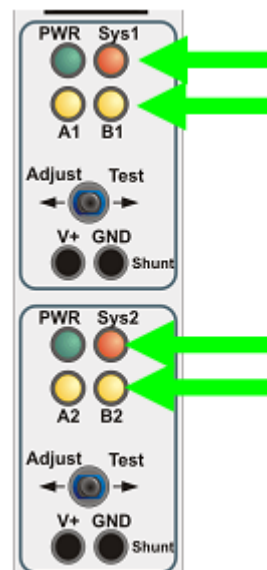 PWR Sys1
A1 B1
Adjust Test
V+ GND
Shunt
PWR Sys2
A2 B2
Adjust Test
V+ GND
Shunt